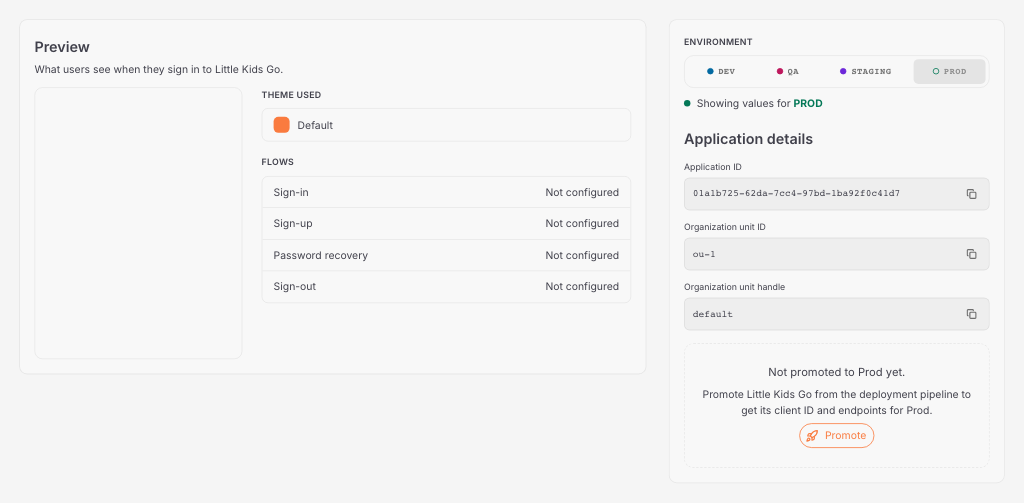 Preview
What users see when they sign in to Little Kids Go.
THEME USED
Default
FLOWS
Sign-in Not configured
Sign-up Not configured
Password recovery Not configured
Sign-out Not configured
ENVIRONMENT
DEV QA STAGING PROD
Showing values for PROD
Application details
Application ID
01a1b725-62da-7cc4-97bd-1ba92f0c41d7
Organization unit ID
ou-1
Organization unit handle
default
Not promoted to Prod yet.
Promote Little Kids Go from the deployment pipeline to
get its client ID and endpoints for Prod.
Promote